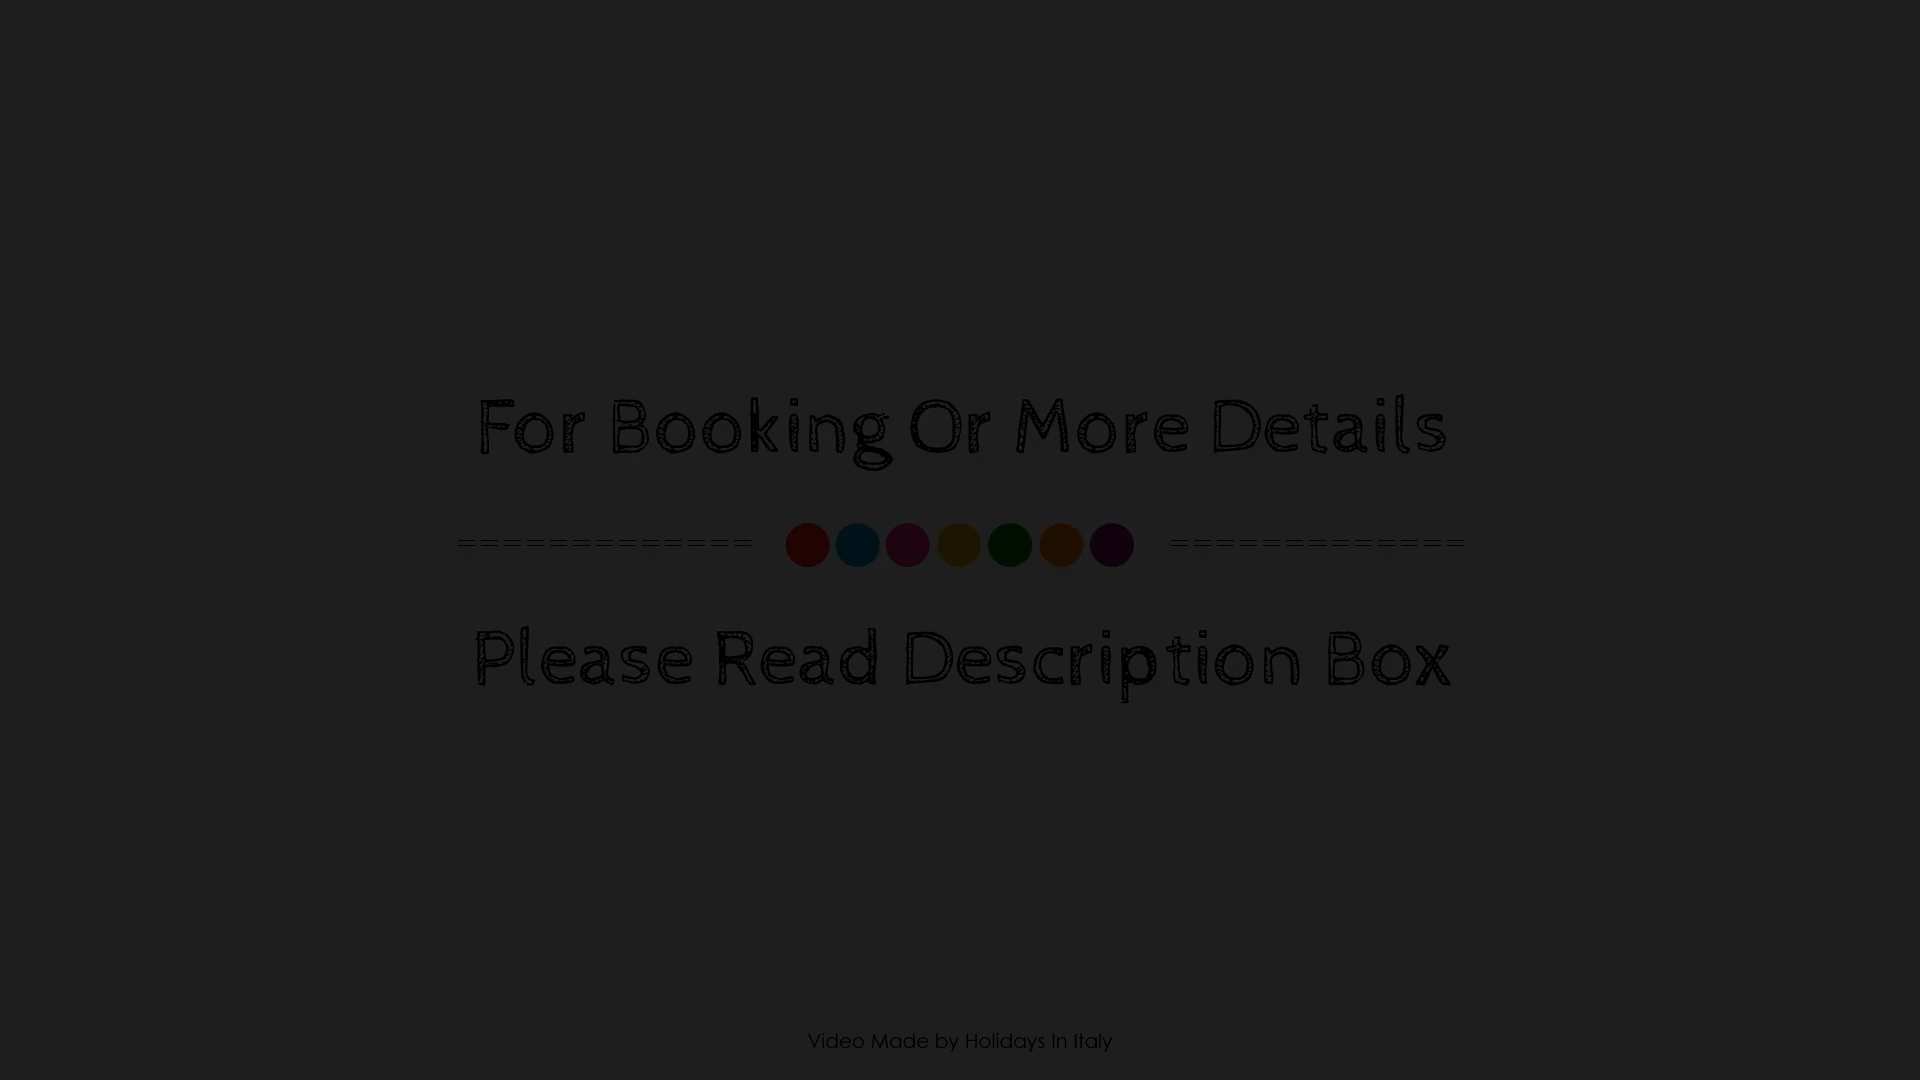 For Booking Or More Details
============= =============
Please Read Description Box
Video Made by Holidays In Italy